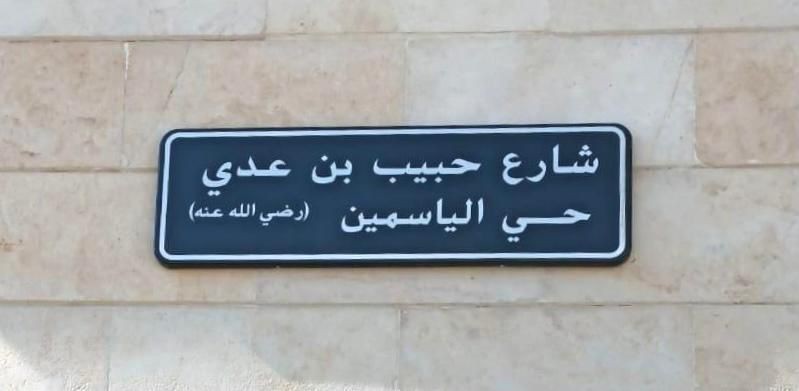 شارع حبيب بن عدي
حي الياسمين (رضي الله عنه)